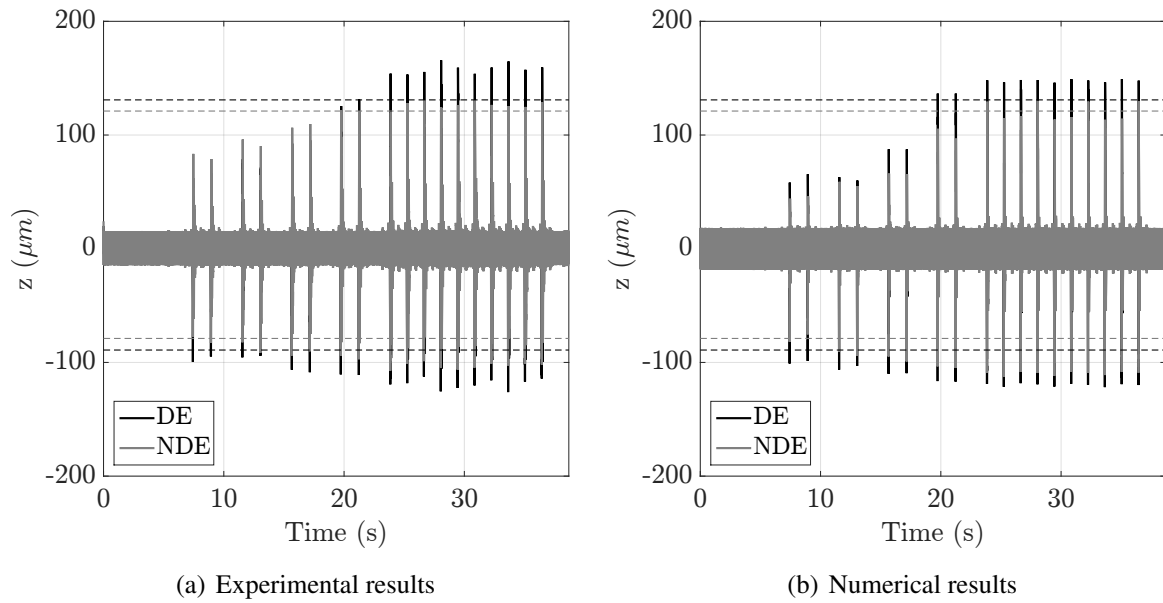 200
100
0
-100
-200
z (μm)
DE
NDE
0 10 20 30
Time (s)
(a) Experimental results
200
100
0
-100
-200
z (μm)
DE
NDE
0 10 20 30
Time (s)
(b) Numerical results